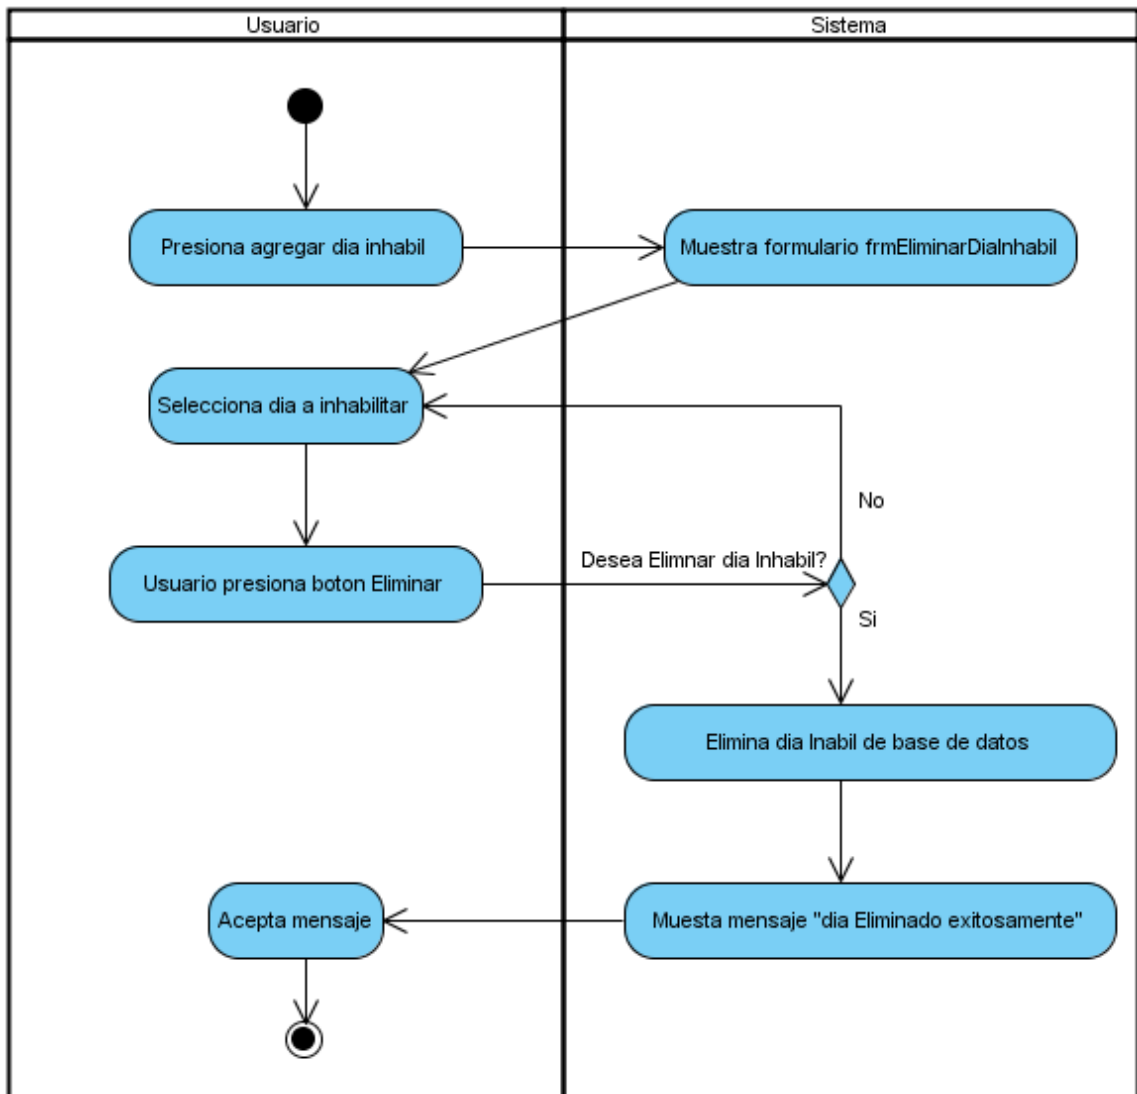 Usuario
Sistema
Presiona agregar dia inhabil
Muestra formulario frmEliminarDiaInhabil
Selecciona dia a inhabilitar
No
Desea Elimnar dia Inhabil?
Usuario presiona boton Eliminar
Si
Elimina dia Inabil de base de datos
Acepta mensaje
Muesta mensaje "dia Eliminado exitosamente"